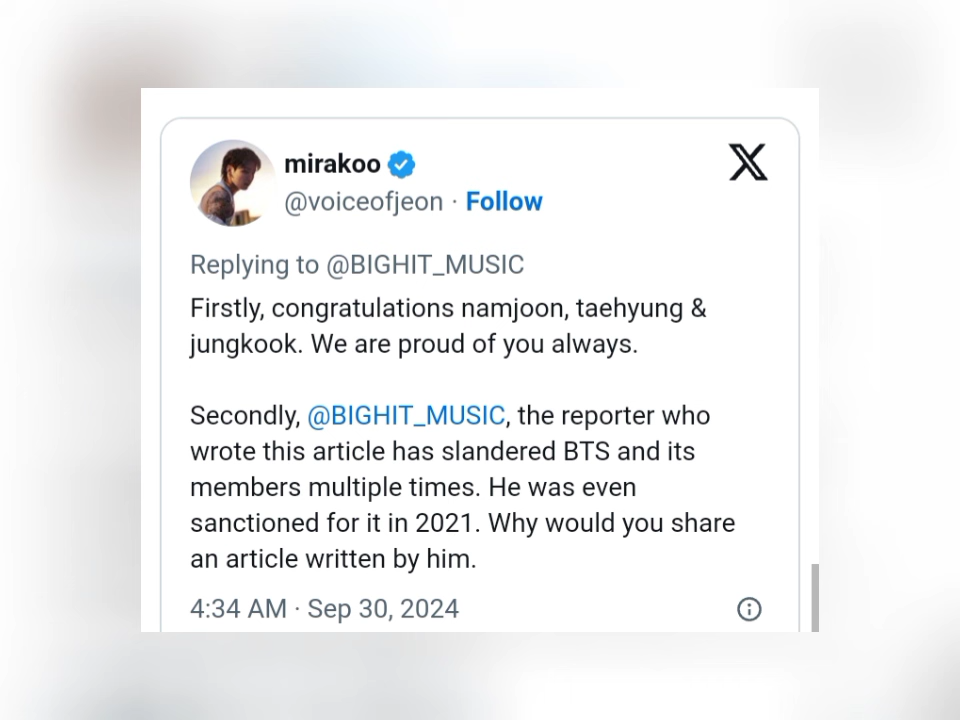 mirakoo
@voiceofjeon · Follow
Replying to @BIGHIT_MUSIC
Firstly, congratulations namjoon, taehyung &
jungkook. We are proud of you always.
Secondly, @BIGHIT_MUSIC, the reporter who
wrote this article has slandered BTS and its
members multiple times. He was even
sanctioned for it in 2021. Why would you share
an article written by him.
4:34 AM · Sep 30, 2024